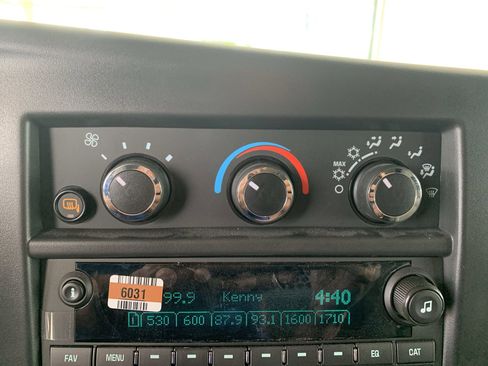 MAX
6031
99.9 Kenny 4:40
1 530 600 87.9 93.1 1600 1710
FAV MENU EQ CAT